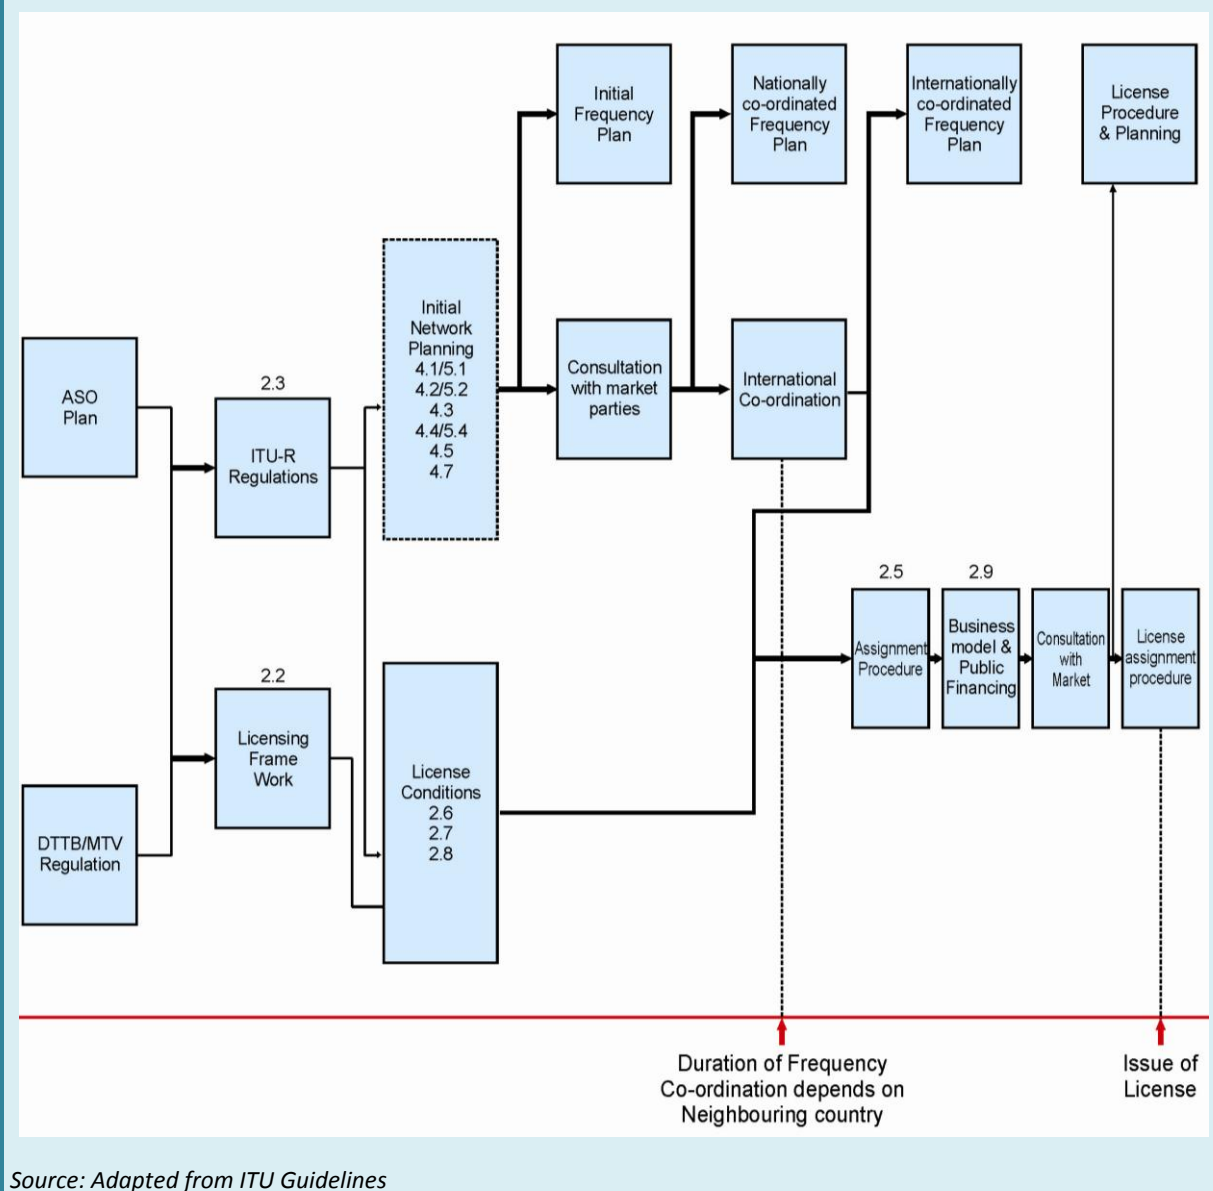 Initial
Frequency
Plan
Nationally
co-ordinated
Frequency
Plan
Internationally
co-ordinated
Frequency
Plan
License
Procedure
& Planning
Initial
Network
Planning
4.1/5.1
4.2/5.2
4.3
4.4/5.4
4.5
4.7
Consultation
with market
parties
International
Co-ordination
ASO
Plan
2.3
ITU-R
Regulations
2.5
Assignment
Procedure
2.9
Business
model &
Public
Financing
Consultation
with
Market
License
assignment
procedure
2.2
Licensing
Frame
Work
License
Conditions
2.6
2.7
2.8
DTTB/MTV
Regulation
Duration of Frequency
Co-ordination depends on
Neighbouring country
Issue of
License
Source: Adapted from ITU Guidelines